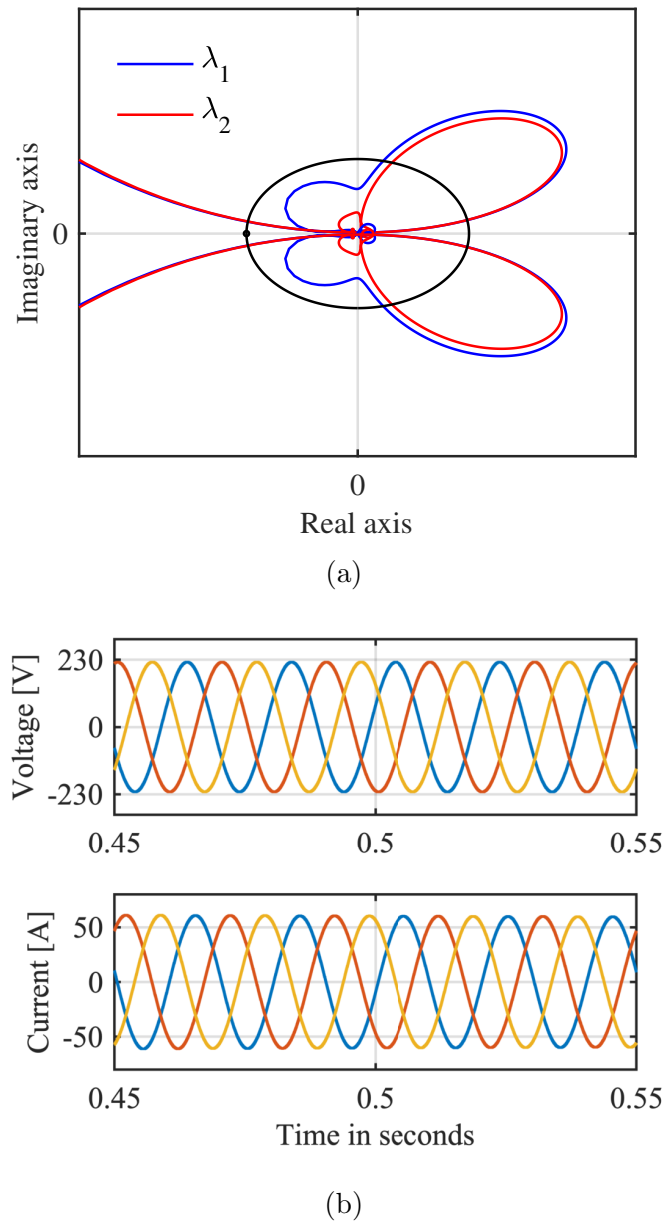 λ1
λ2
Imaginary axis
0
0
Real axis
(a)
Voltage [V]
230
0
-230
0.45 0.5 0.55
Current [A]
50
0
-50
0.45 0.5 0.55
Time in seconds
(b)